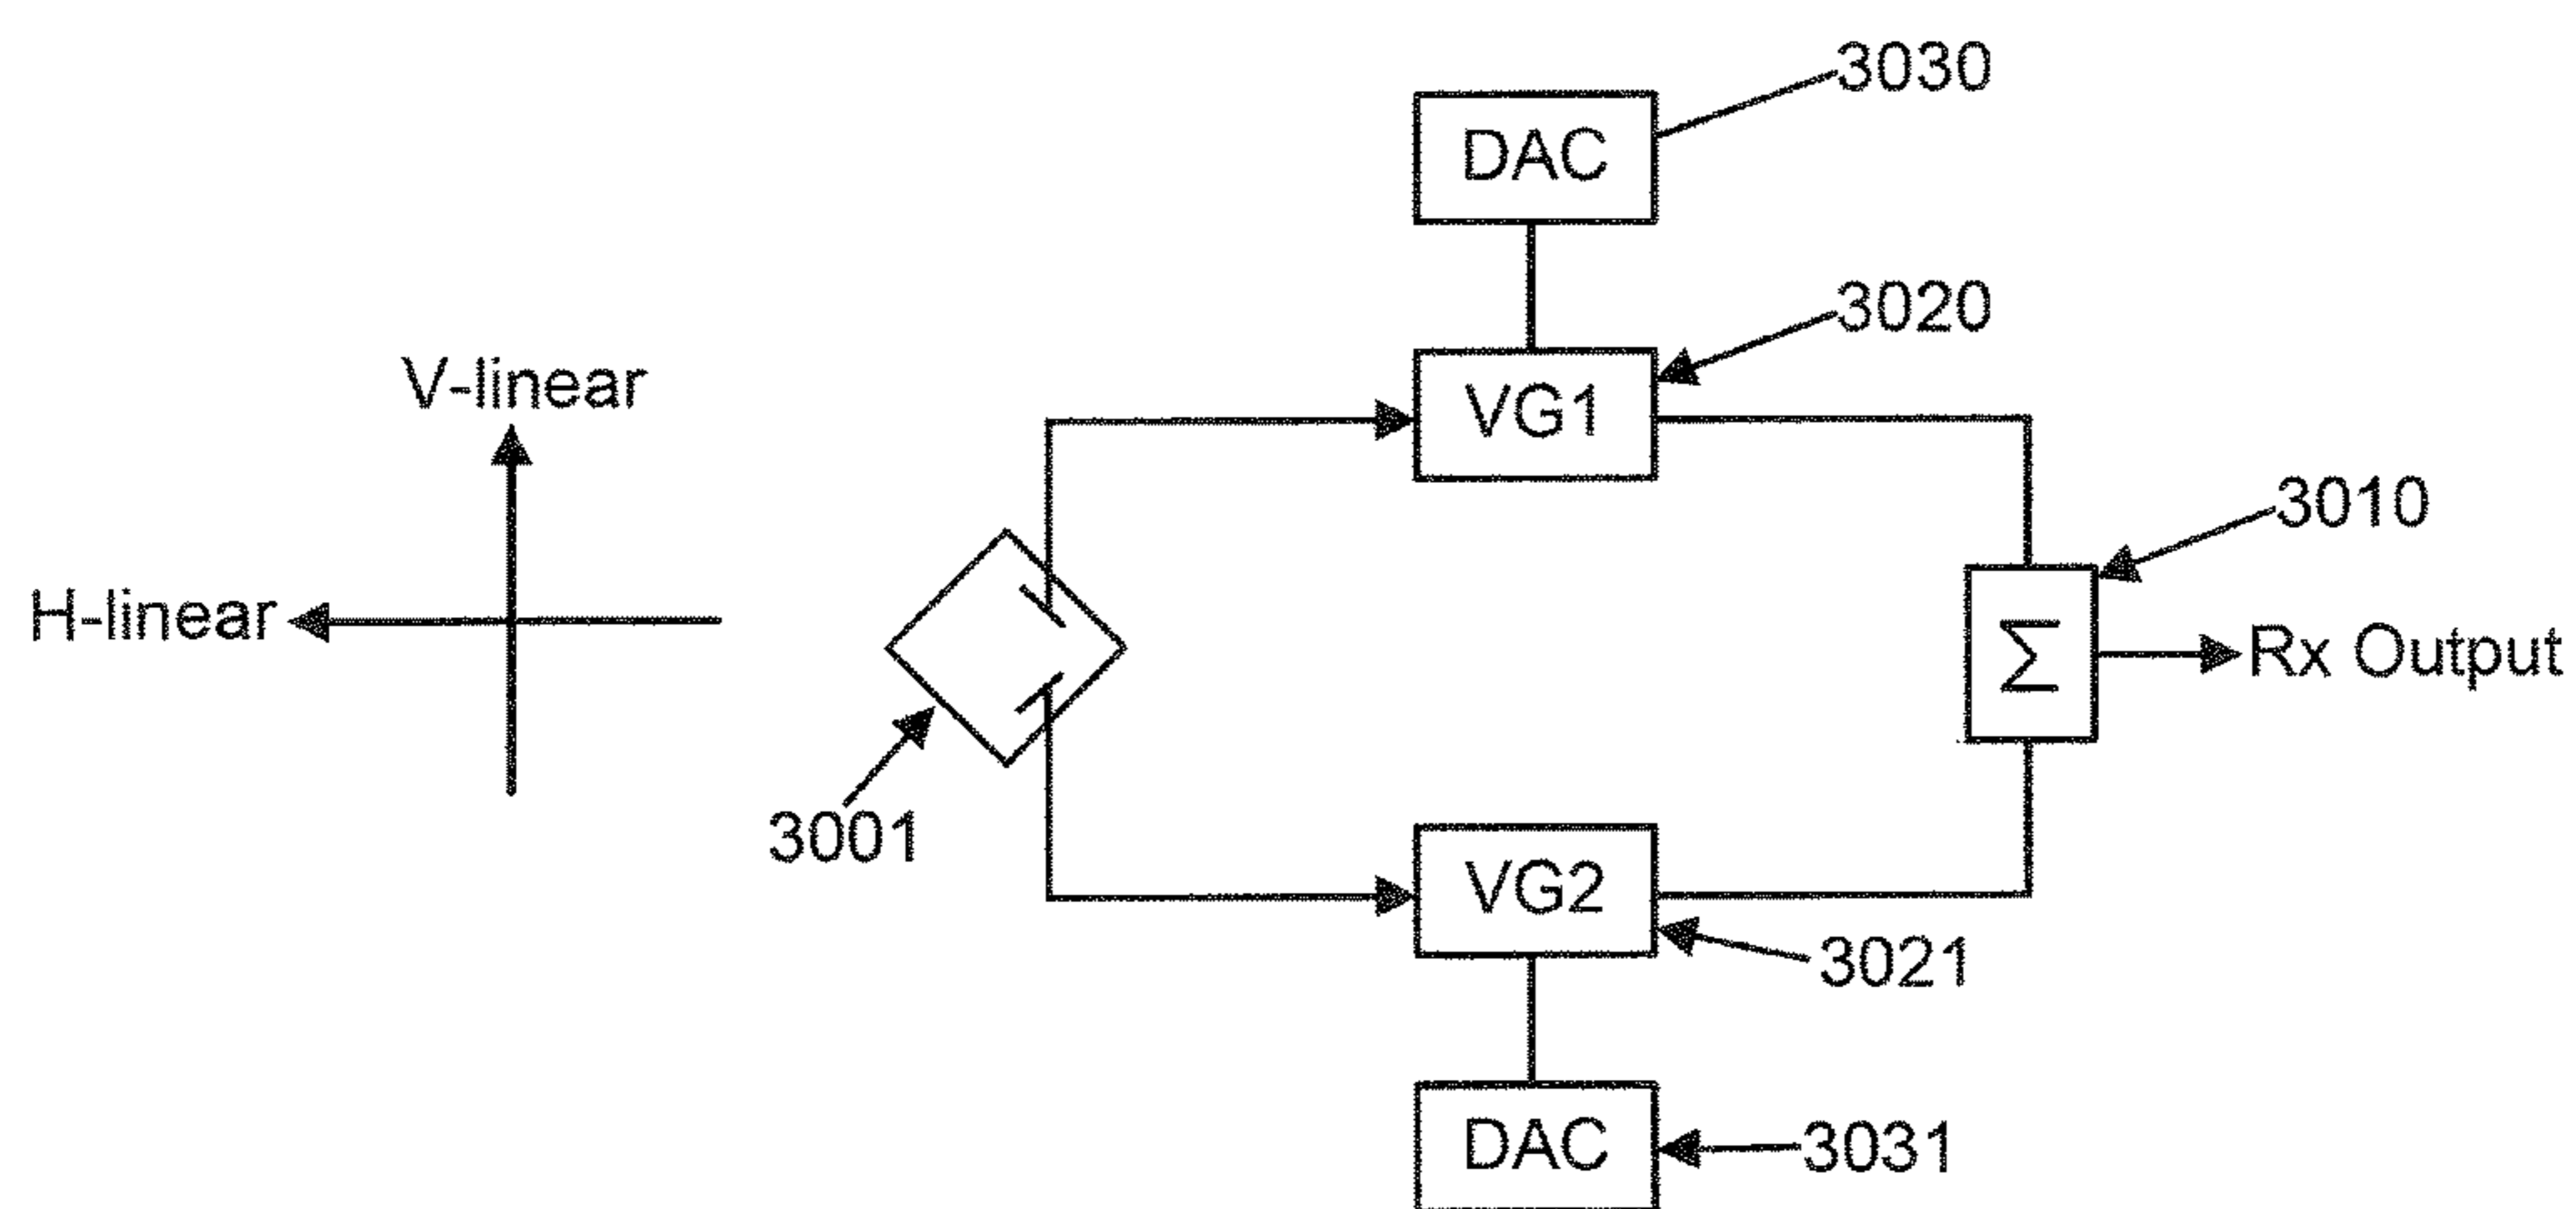 3030
DAC
3020
V-linear
VG1
3010
H-linear
Σ
Rx Output
3001
VG2
3021
DAC
3031